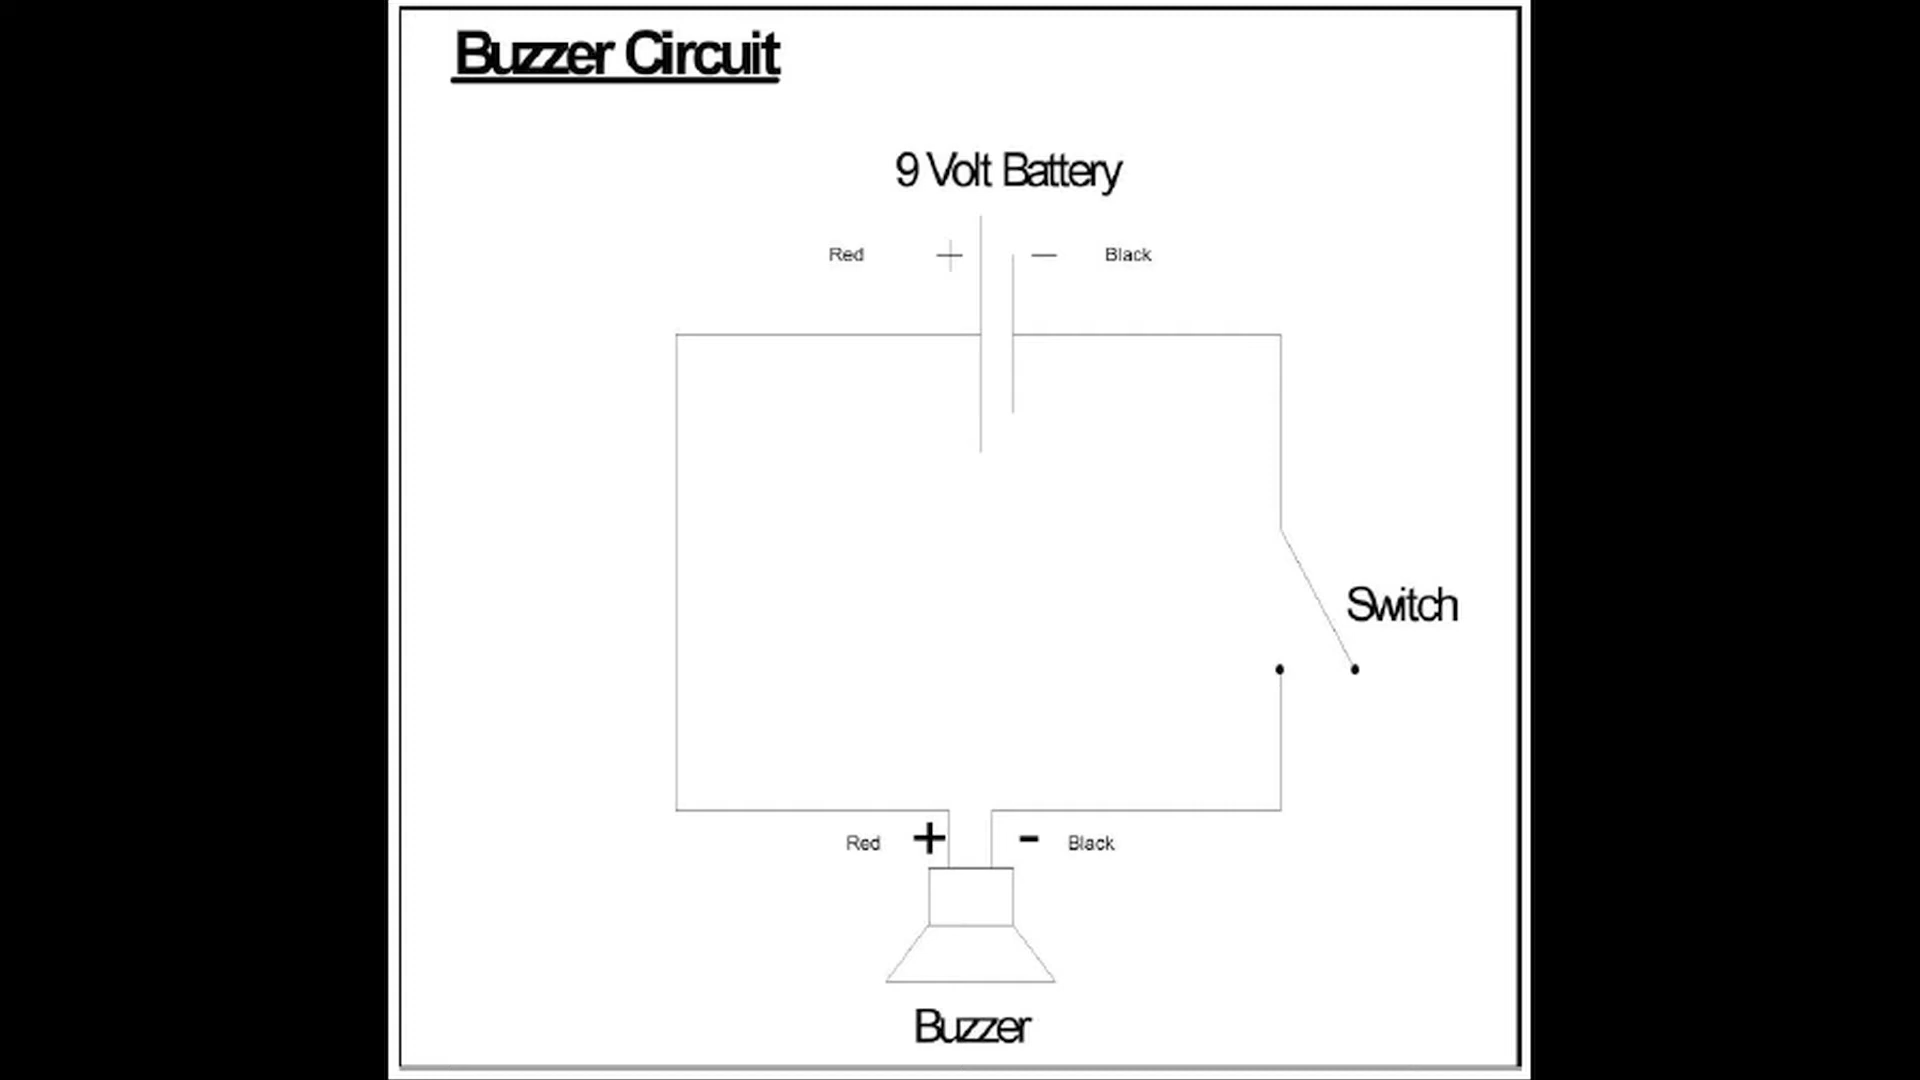 Buzzer Circuit
9 Volt Battery
Red + - Black
Switch
Red + - Black
Buzzer